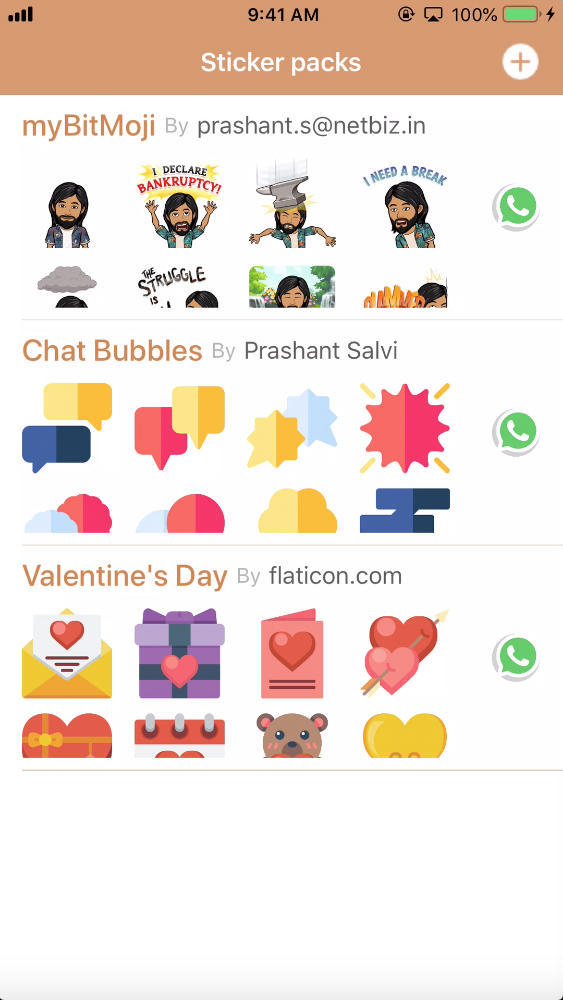 9:41 AM 100%
Sticker packs
myBitMoji By prashant.s@netbiz.in
I DECLARE
BANKRUPTCY!
I NEED A BREAK
THE
STRUGGLE
IS
SUMMER
Chat Bubbles By Prashant Salvi
Valentine's Day By flaticon.com